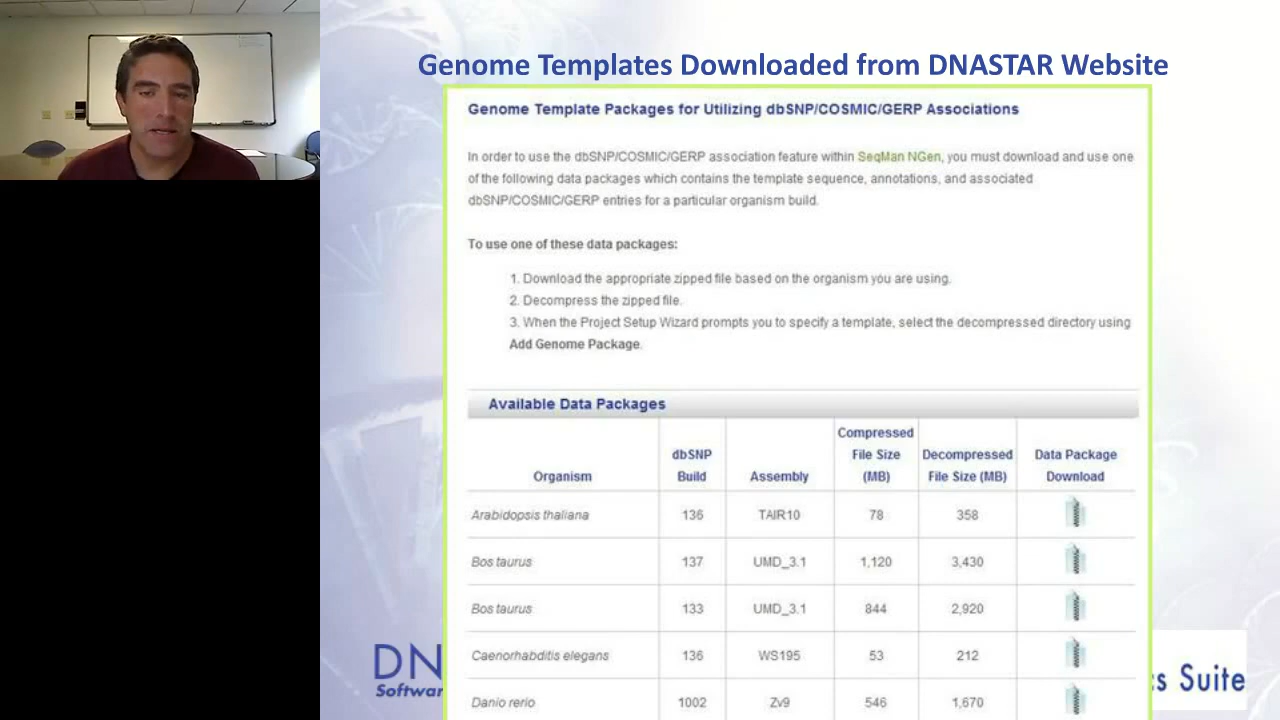 Genome Templates Downloaded from DNASTAR Website
Genome Template Packages for Utilizing dbSNP/COSMIC/GERP Associations
In order to use the dbSNP/COSMIC/GERP association feature within SeqMan NGen, you must download and use one
of the following data packages which contains the template sequence, annotations, and associated
dbSNP/COSMIC/GERP entries for a particular organism build.
To use one of these data packages:
1. Download the appropriate zipped file based on the organism you are using.
2. Decompress the zipped file.
3. When the Project Setup Wizard prompts you to specify a template, select the decompressed directory using
Add Genome Package.
Available Data Packages
Organism dbSNP Build Assembly Compressed File Size (MB) Decompressed File Size (MB) Data Package Download
Arabidopsis thaliana 136 TAIR10 78 358
Bos taurus 137 UMD_3.1 1,120 3,430
Bos taurus 133 UMD_3.1 844 2,920
Caenorhabditis elegans 136 WS195 53 212
Danio rerio 1002 Zv9 546 1,670
DN
Softwar
s Suite